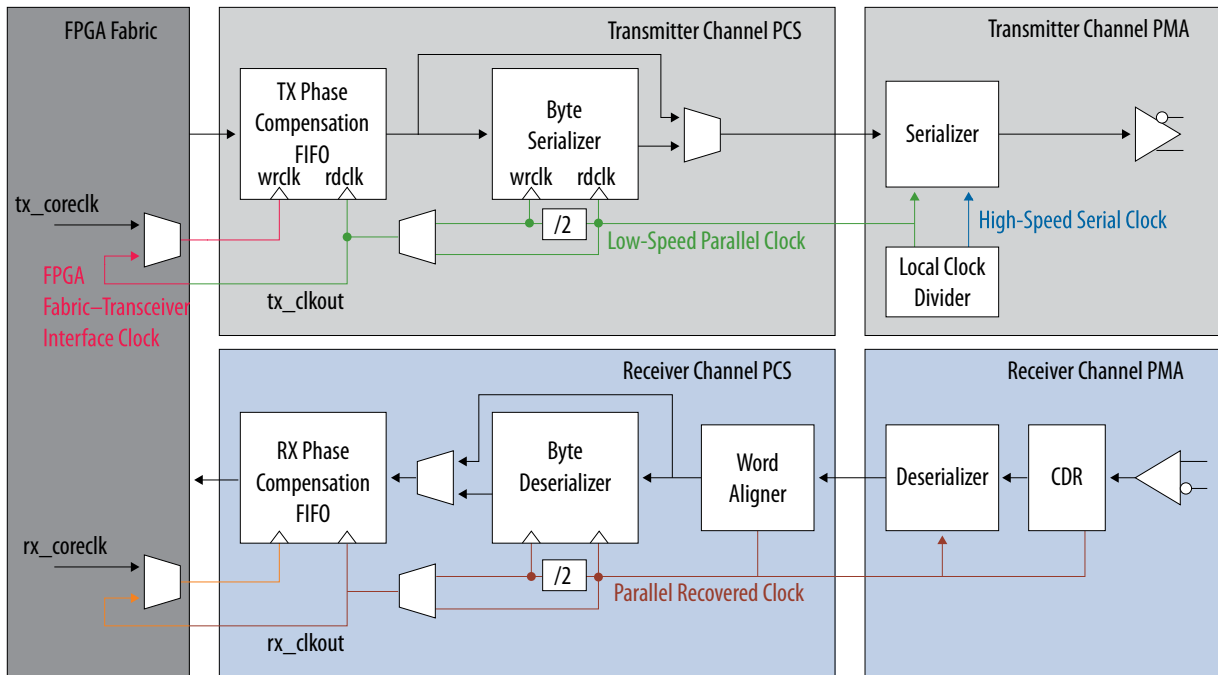 FPGA Fabric
Transmitter Channel PCS
Transmitter Channel PMA
TX Phase
Compensation
FIFO
wrclk
rdclk
Byte
Serializer
wrclk
rdclk
Serializer
tx_coreclk
/2
Low-Speed Parallel Clock
High-Speed Serial Clock
Local Clock
Divider
FPGA
Fabric–Transceiver
Interface Clock
tx_clkout
Receiver Channel PCS
Receiver Channel PMA
RX Phase
Compensation
FIFO
Byte
Deserializer
Word
Aligner
Deserializer
CDR
rx_coreclk
/2
Parallel Recovered Clock
rx_clkout